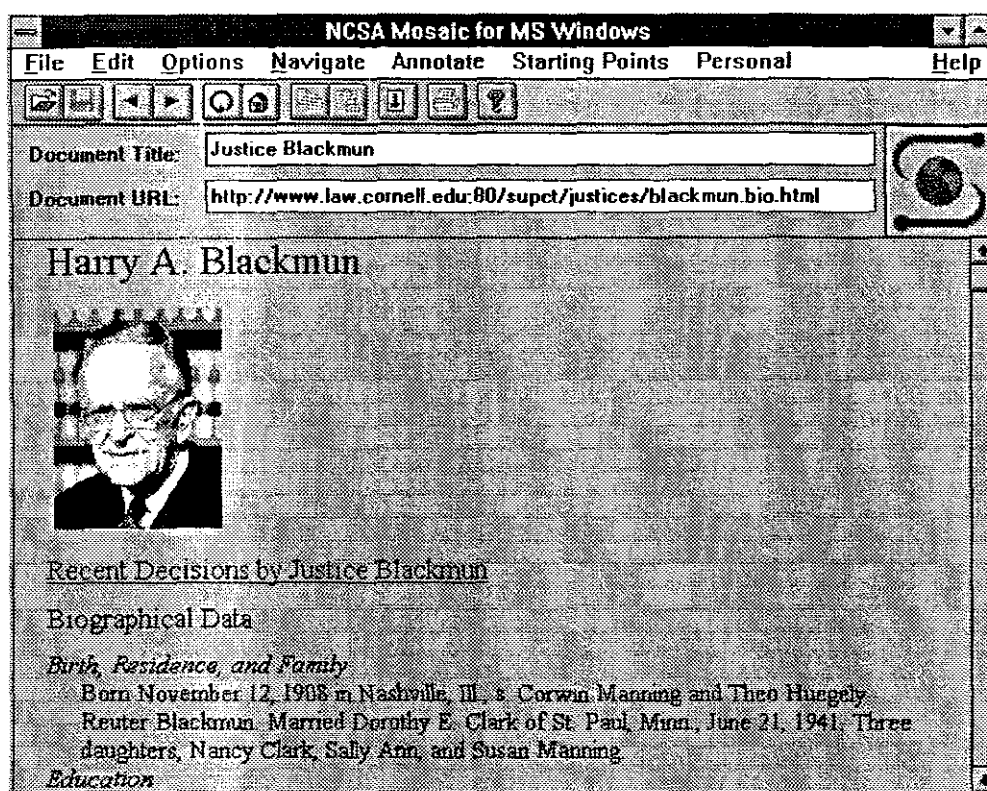 NCSA Mosaic for MS Windows
File Edit Options Navigate Annotate Starting Points Personal Help
Document Title: Justice Blackmun
Document URL: http://www.law.cornell.edu:80/supct/justices/blackmun.bio.html
Harry A. Blackmun
Recent Decisions by Justice Blackmun
Biographical Data
Birth, Residence, and Family
Born November 12, 1908 in Nashville, Ill., s. Corwin Manning and Theo Huegely
Reuter Blackmun. Married Dorothy E. Clark of St. Paul, Minn., June 21, 1941, Three
daughters, Nancy Clark, Sally Ann, and Susan Manning.
Education